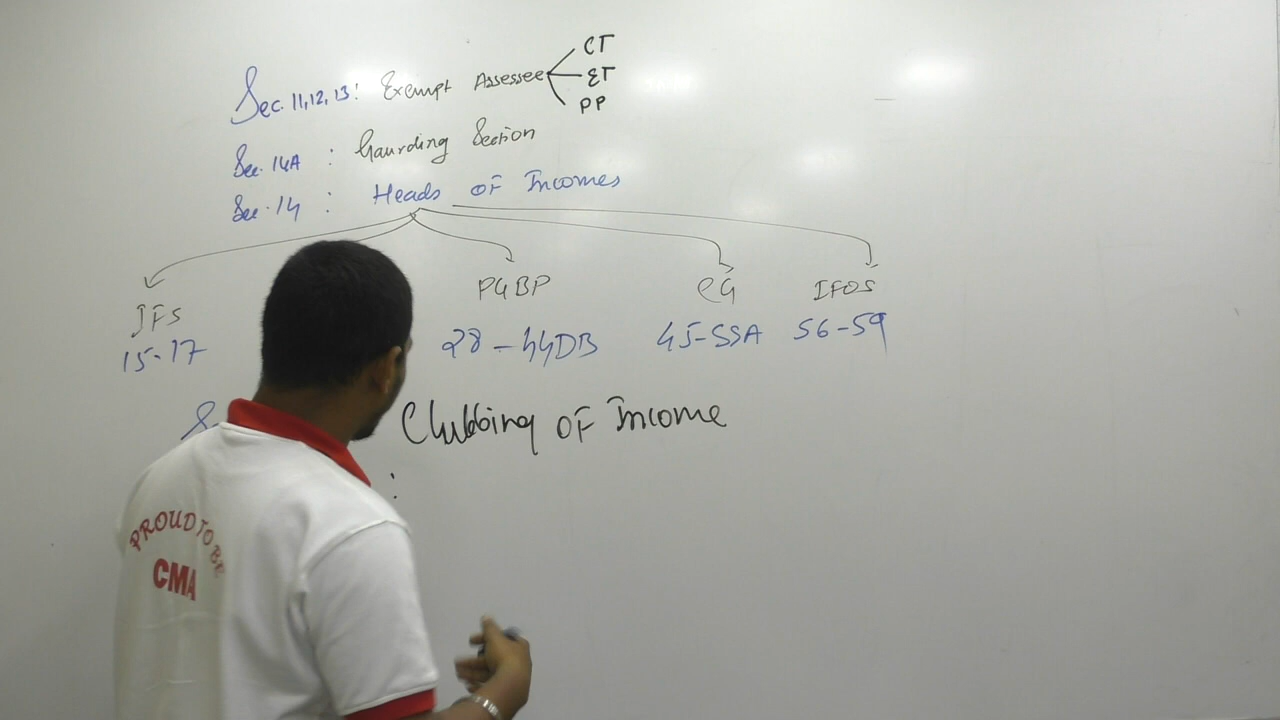 CT
Sec. 11,12,13: Exempt Assessee ET
PP
Sec. 14A : Gaurding Section
Sec. 14 : Heads OF Incomes
IFS PGBP CG IFOS
15-17 28-44DB 45-55A 56-59
S Clubbing OF Income
:
PROUD TO BE
CMA